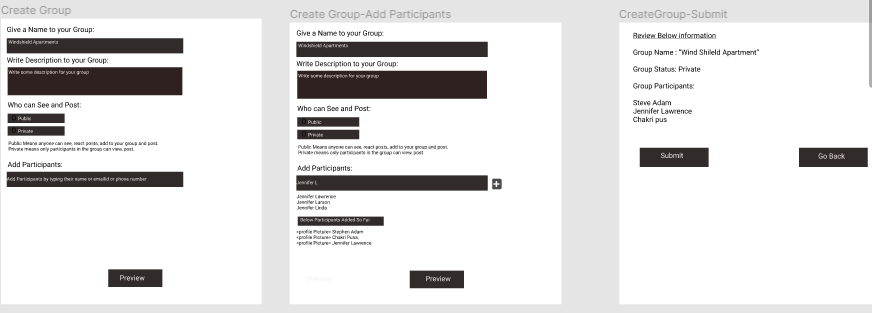 Create Group
Give a Name to your Group:
Windshield Apartments
Write Description to your Group:
Write some description for your group
Who can See and Post:
Public
Private
Public: Means anyone can see, react posts, add to your group and post.
Private means only participants in the group can view, post.
Add Participants:
Add Participants by typing their name or emailid or phone number
Preview
Create Group-Add Participants
Give a Name to your Group:
Windshield Apartments
Write Description to your Group:
Write some description for your group
Who can See and Post:
Public
Private
Public: Means anyone can see, react posts, add to your group and post.
Private means only participants in the group can view, post.
Add Participants:
Jennifer L
Jennifer Lawrence
Jennifer Larson
Jennifer Linda
Below Participants Added So Far
<profile Picture> Stephen Adam
<profile Picture> Chakri Puse,
<profile Picture> Jennifer Lawrence
Preview
Preview
CreateGroup-Submit
Review Below information
Group Name : "Wind Shileld Apartment"
Group Status: Private
Group Participants:
Steve Adam
Jennifer Lawrence
Chakri pus
Submit
Go Back